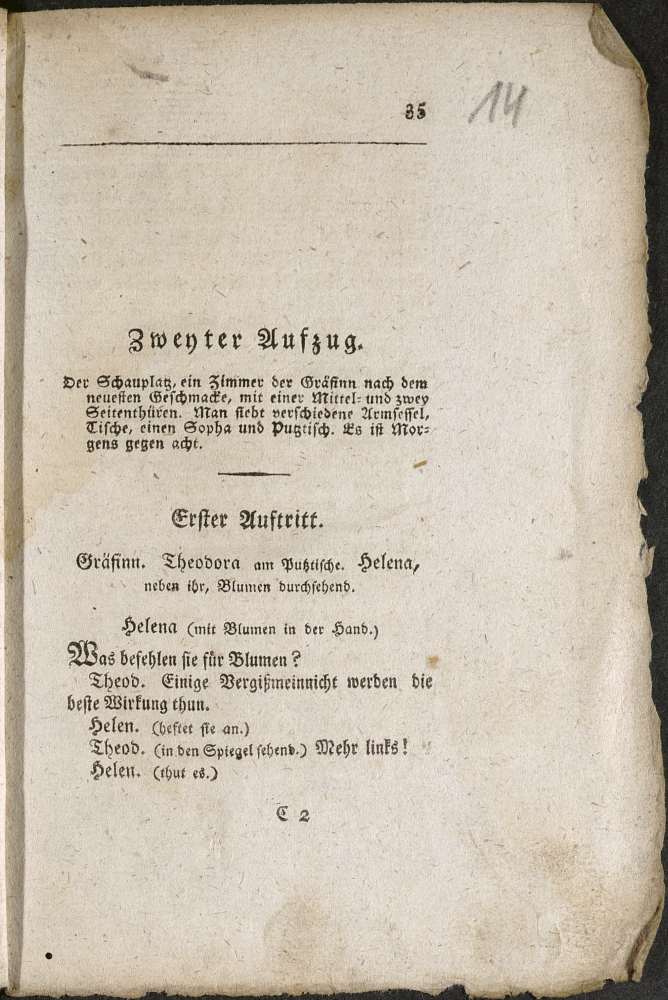 35
14
Zweyter Aufzug.
Der Schauplatz, ein Zimmer der Gräfinn nach dem
neuesten Geschmacke, mit einer Mittel- und zwey
Seitenthüren. Man sieht verschiedene Armsessel,
Tische, einen Sopha und Putztisch. Es ist Mor-
gens gegen acht.
Erster Auftritt.
Gräfinn. Theodora am Putztische. Helena,
neben ihr, Blumen durchsehend.
Helena (mit Blumen in der Hand.)
Was befehlen sie für Blumen?
Theod. Einige Vergißmeinnicht werden die
beste Wirkung thun.
Helen. (heftet sie an.)
Theod. (in den Spiegel sehend.) Mehr links!
Helen. (thut es.)
C 2